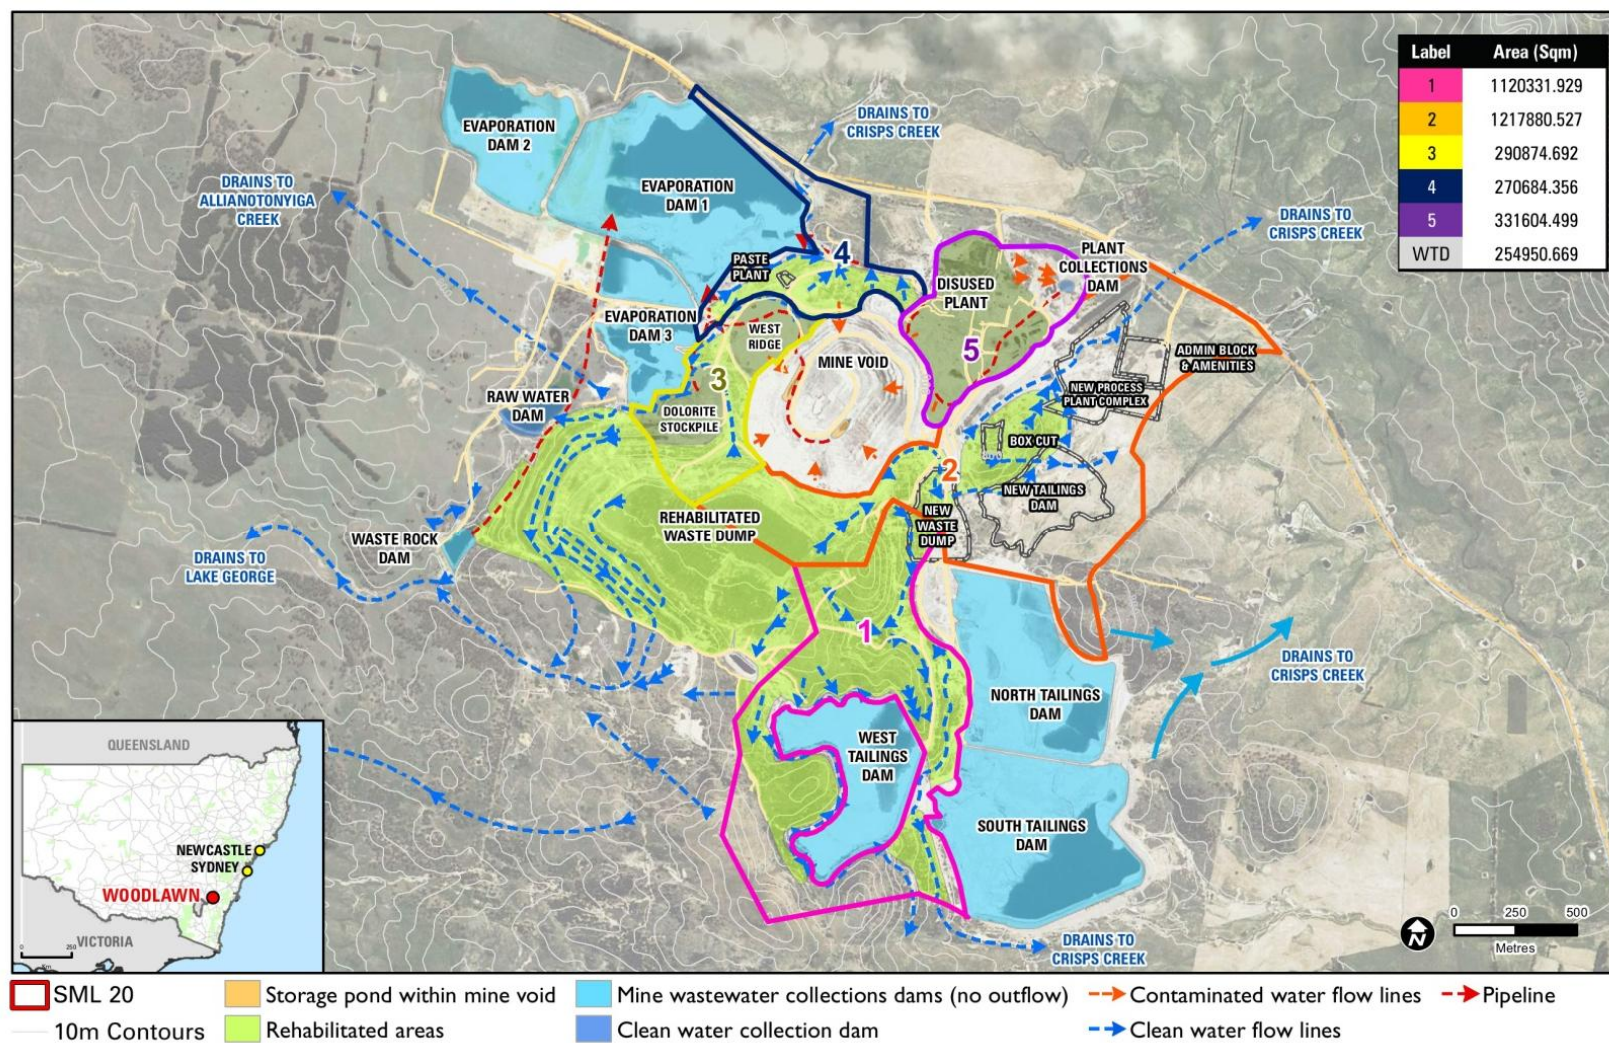 Label Area (Sqm)
1 1120331.929
2 1217880.527
3 290874.692
4 270684.356
5 331604.499
WTD 254950.669
EVAPORATION
DAM 2
DRAINS TO
CRISPS CREEK
EVAPORATION
DAM 1
DRAINS TO
ALLIANOTONYIGA
CREEK
DRAINS TO
CRISPS CREEK
4
PASTE
PLANT
PLANT
COLLECTIONS
DAM
DISUSED
PLANT
EVAPORATION
DAM 3
WEST
RIDGE
MINE VOID
5
ADMIN BLOCK
& AMENITIES
3
NEW PROCESS
PLANT COMPLEX
RAW WATER
DAM
DOLORITE
STOCKPILE
BOX CUT
2
NEW TAILINGS
DAM
REHABILITATED
WASTE DUMP
NEW
WASTE
DUMP
WASTE ROCK
DAM
DRAINS TO
LAKE GEORGE
1
DRAINS TO
CRISPS CREEK
NORTH TAILINGS
DAM
WEST
TAILINGS
DAM
SOUTH TAILINGS
DAM
DRAINS TO
CRISPS CREEK
QUEENSLAND
NEWCASTLE
SYDNEY
WOODLAWN
VICTORIA
0 250
Km
N
0 250 500
Metres
SML 20
Storage pond within mine void
Mine wastewater collections dams (no outflow)
Contaminated water flow lines
Pipeline
10m Contours
Rehabilitated areas
Clean water collection dam
Clean water flow lines